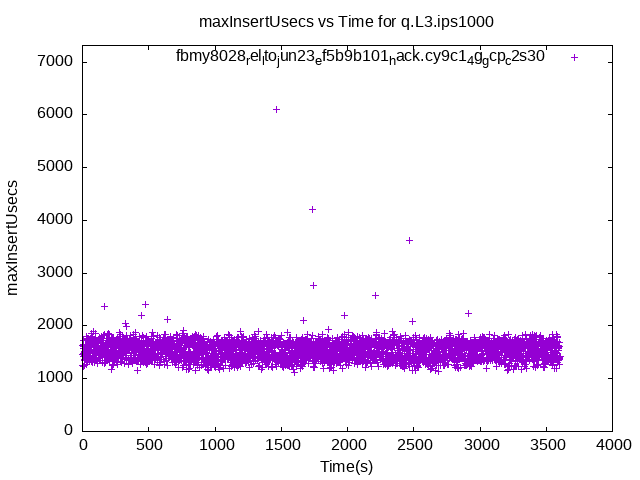 maxInsertUsecs vs Time for q.L3.ips1000
fbmy8028relltojun23ef5b9b101hack.cy9c14ggcpc2s30
7000
6000
5000
4000
3000
2000
1000
0
maxInsertUsecs
0 500 1000 1500 2000 2500 3000 3500 4000
Time(s)